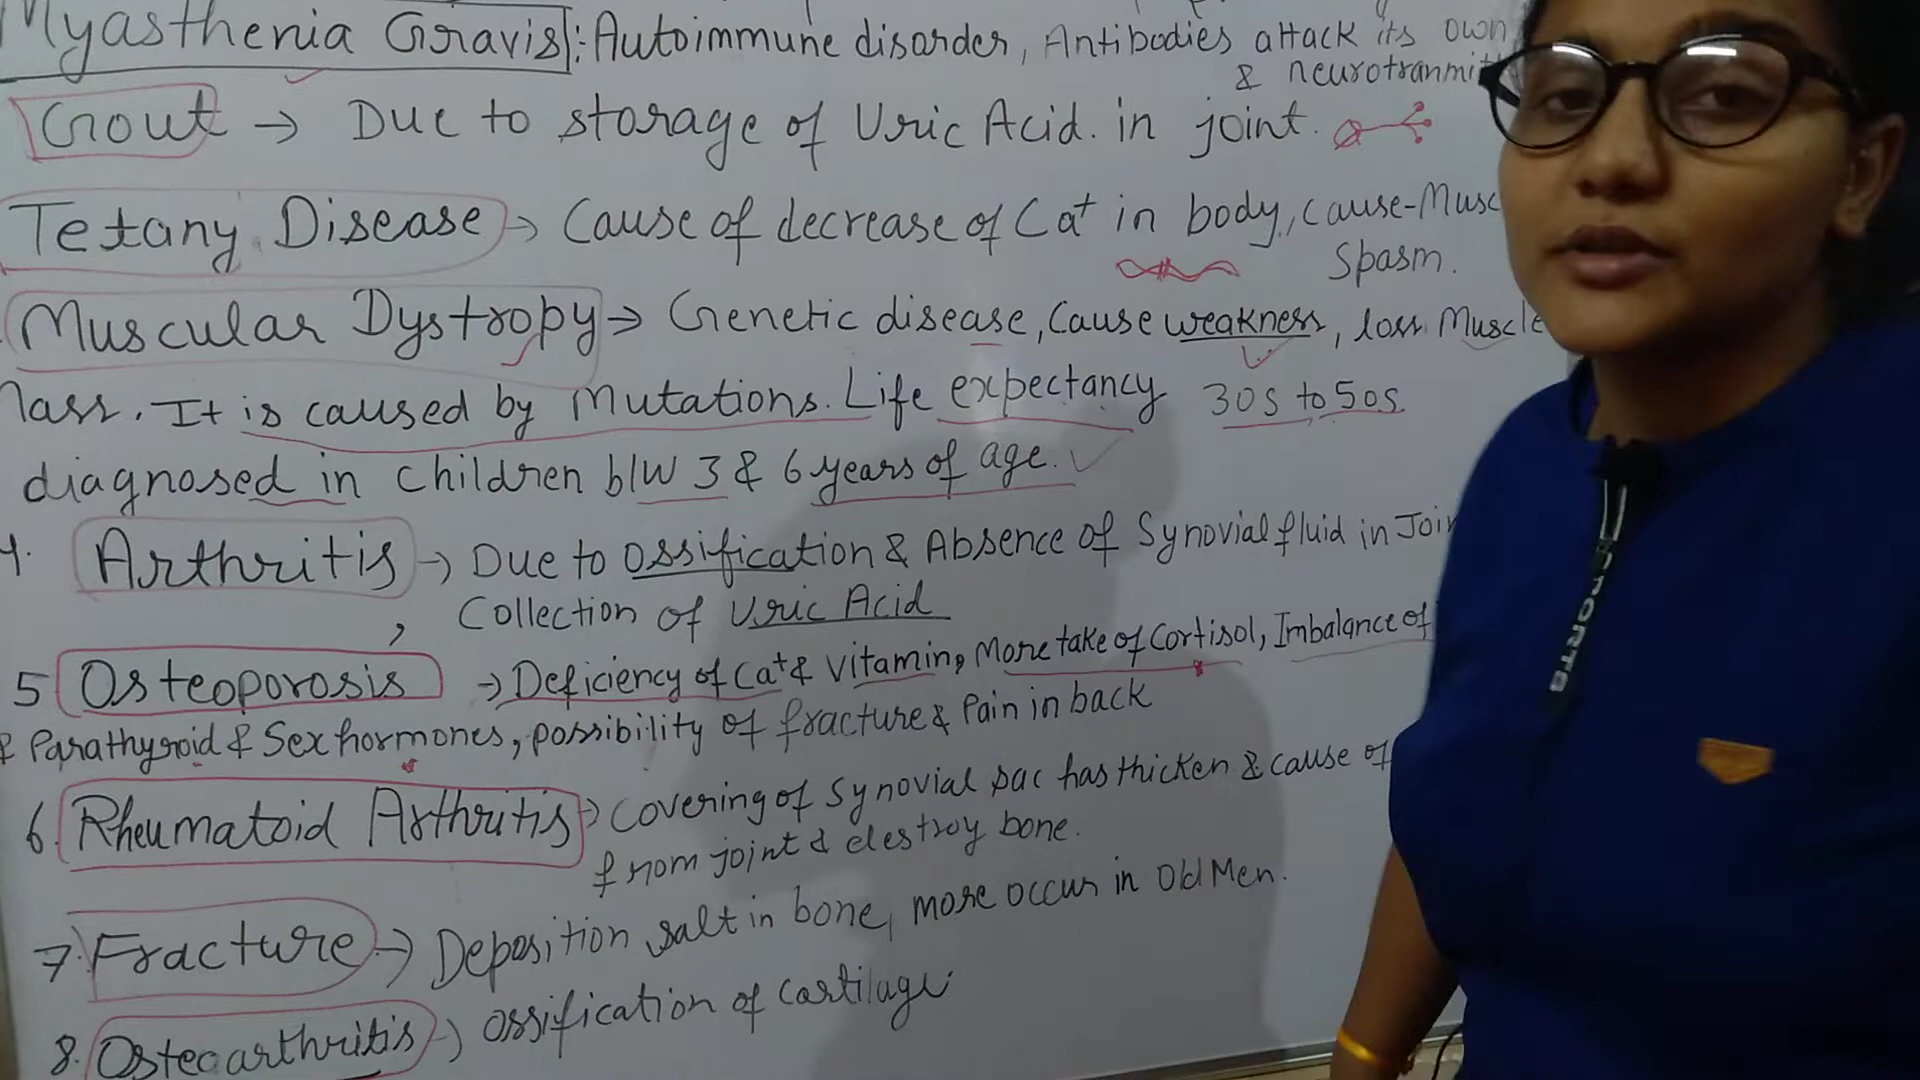 Myasthenia Gravis : Autoimmune disorder, Antibodies attack its own
& neurotranmit
Gout → Due to storage of Uric Acid. in joint.
Tetany Disease → Cause of decrease of Ca+ in body, cause-Musc
Spasm.
Muscular Dystropy → Genetic disease, Cause weakness, loss Muscle
Mass. It is caused by Mutations. Life expectancy 30s to 50s
diagnosed in children b/w 3 & 6 years of age.
4. Arthritis → Due to Ossification & Absence of Synovial fluid in Join
, Collection of Uric Acid
5 Osteoporosis → Deficiency of Ca+ & Vitamin, More take of Cortisol, Imbalance of
& Parathyroid & Sex hormones, possibility of fracture & Pain in back
6. Rheumatoid Arthritis → Covering of Synovial sac has thicken & cause of
from joint & destroy bone.
7. Fracture → Deposition salt in bone, more occur in Old Men.
8. Osteoarthritis → Ossification of cartilage
SPORTS